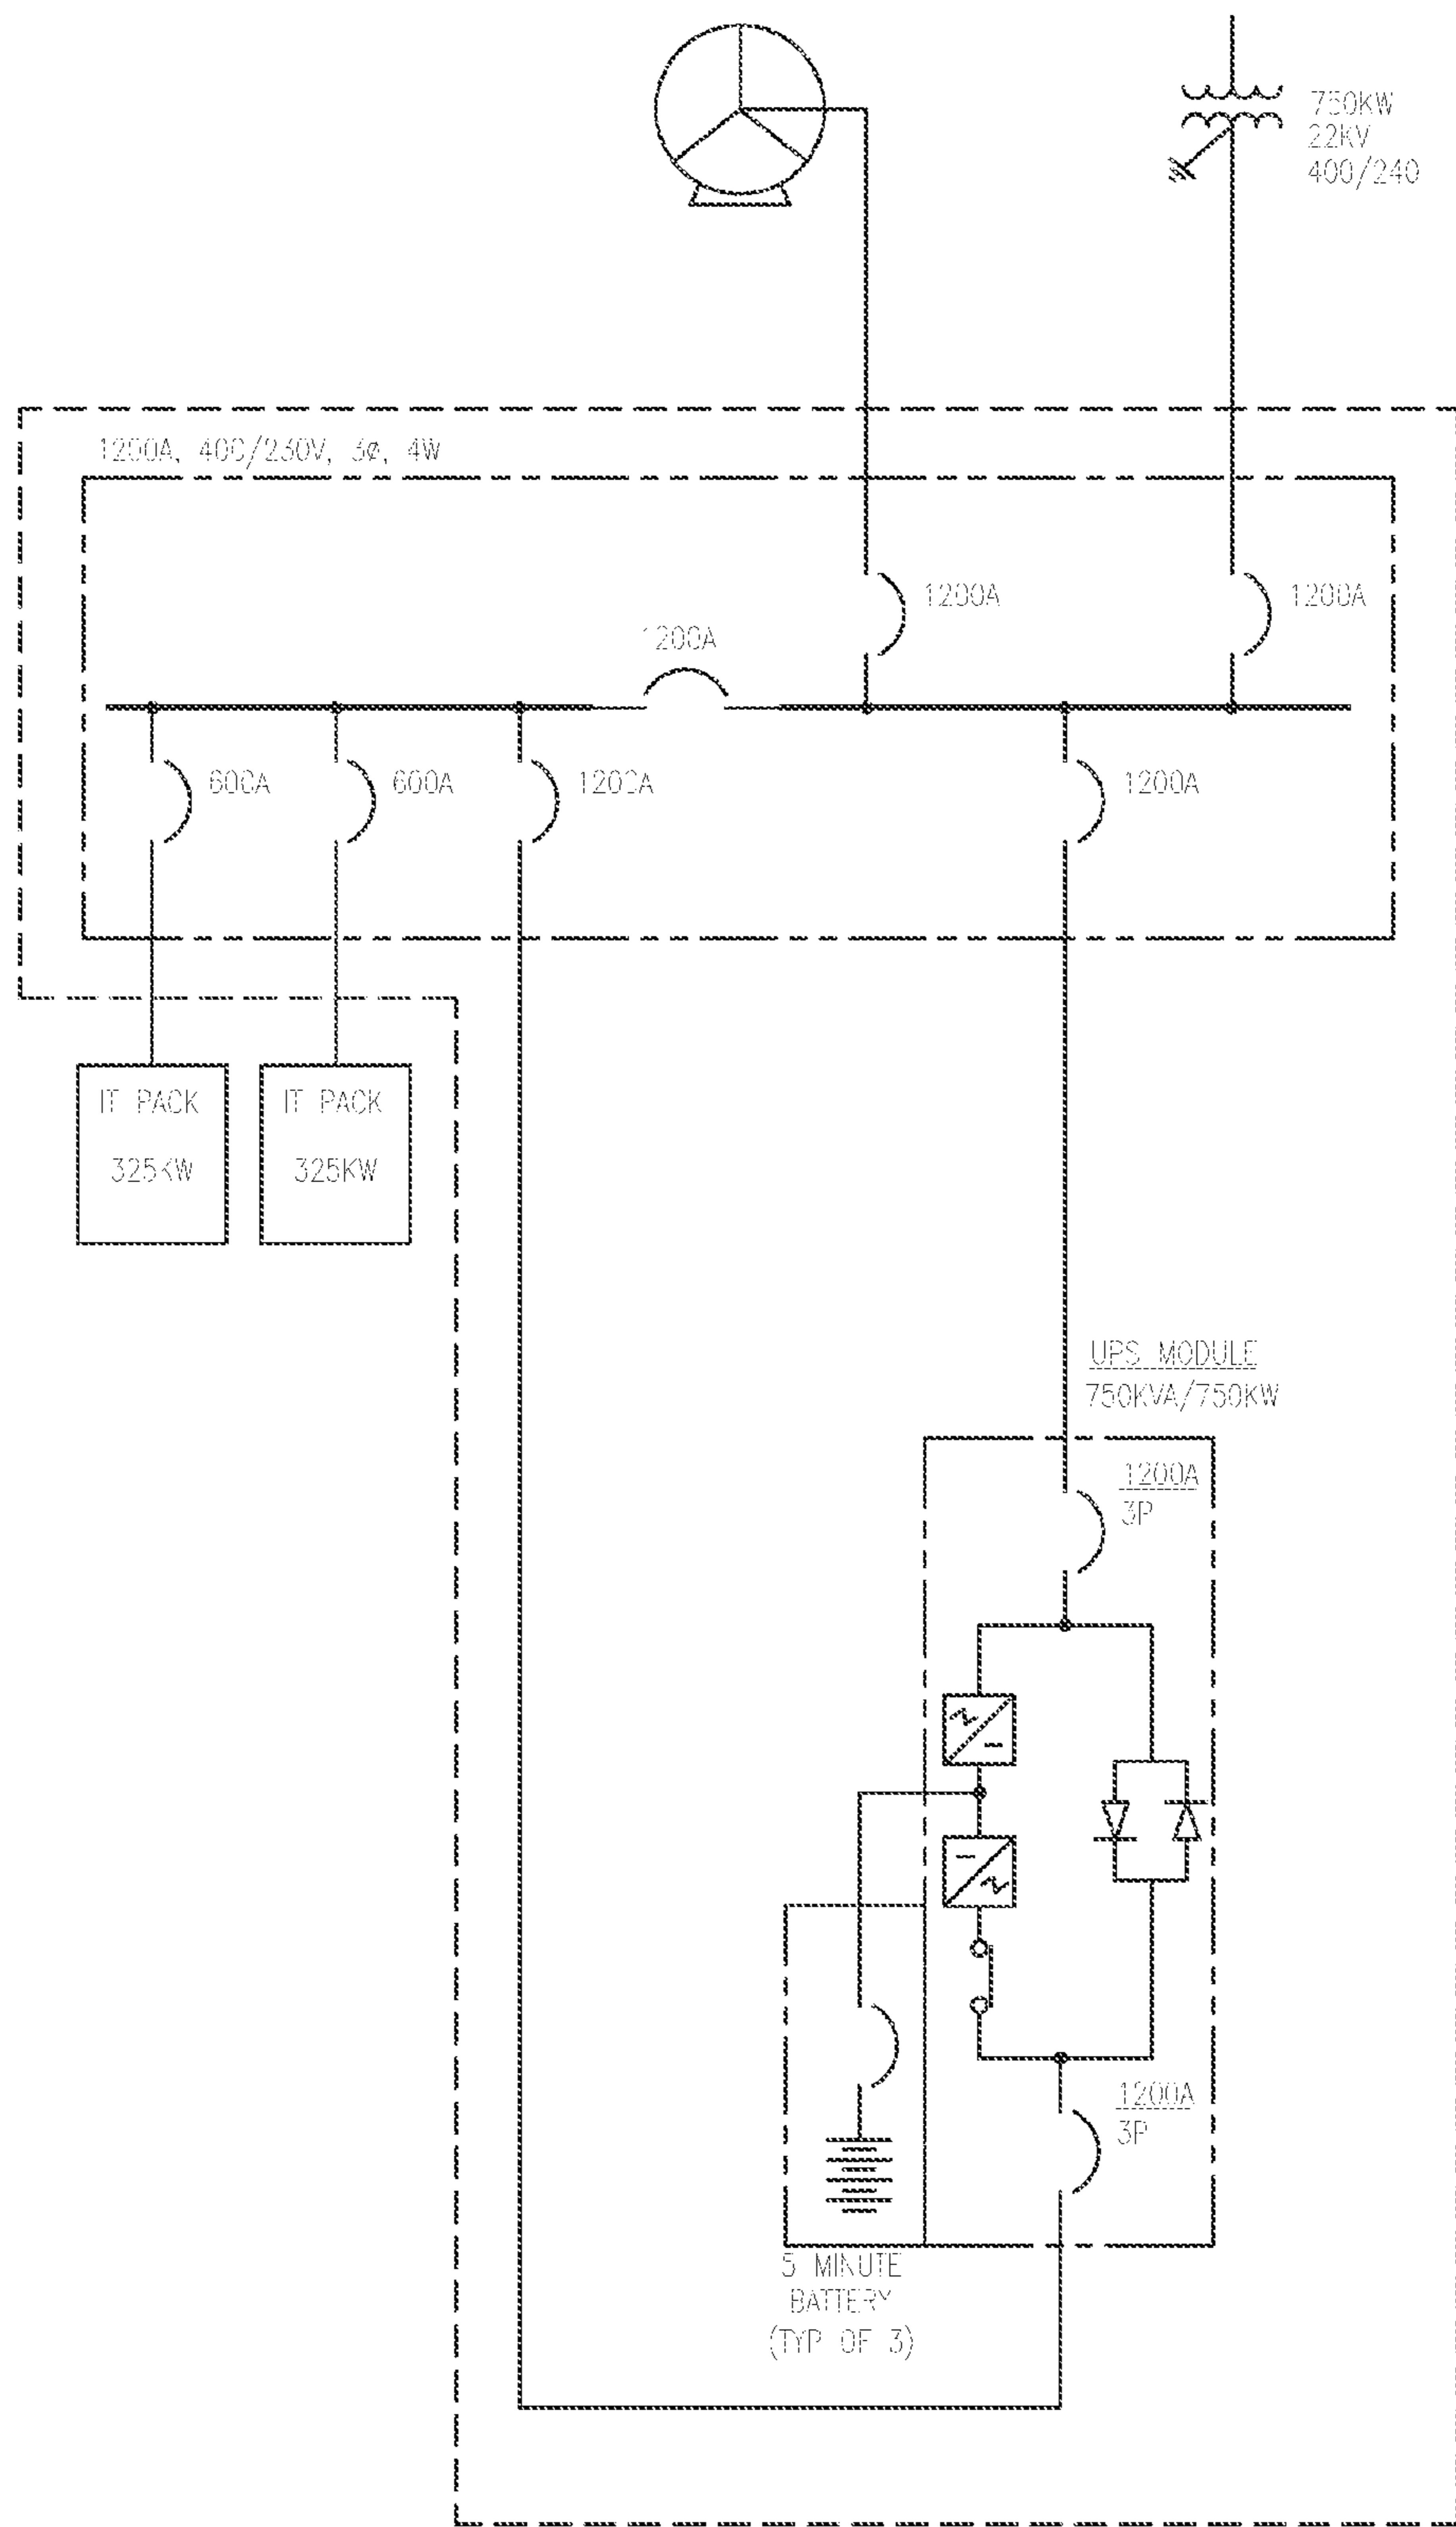 750KW
22KV
400/240
1200A, 400/230V, 3ø, 4W
1200A
1200A
1200A
600A
600A
1200A
1200A
IT PACK
325KW
IT PACK
325KW
UPS MODULE
750KVA/750KW
1200A
3P
1200A
3P
5 MINUTE
BATTERY
(TYP OF 3)